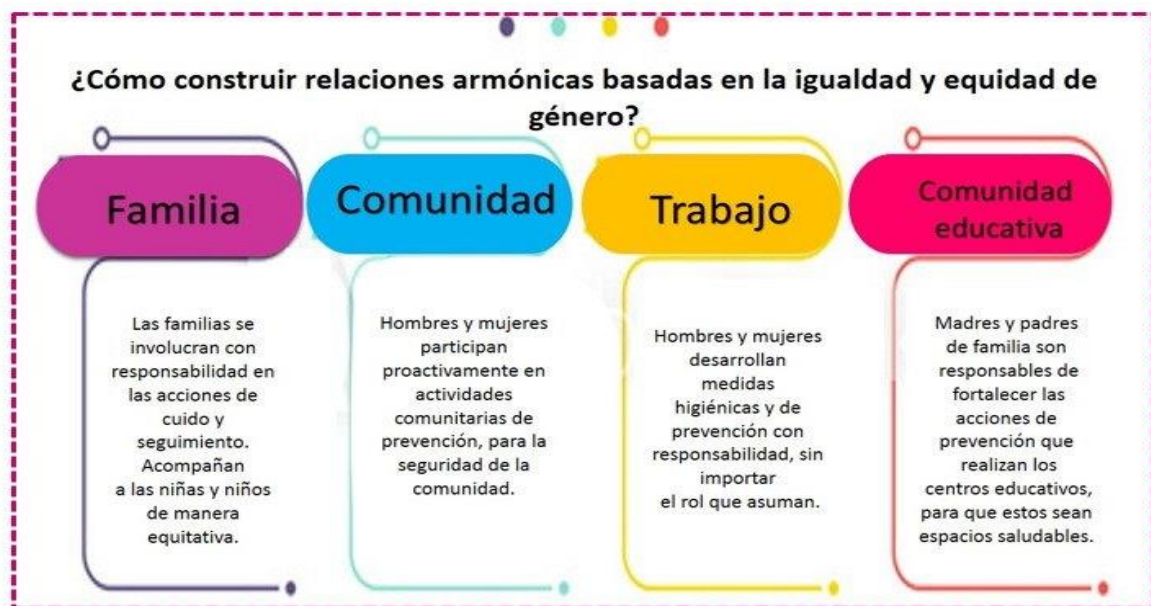 ¿Cómo construir relaciones armónicas basadas en la igualdad y equidad de
género?
Familia
Las familias se
involucran con
responsabilidad en
las acciones de
cuido y
seguimiento.
Acompañan
a las niñas y niños
de manera
equitativa.
Comunidad
Hombres y mujeres
participan
proactivamente en
actividades
comunitarias de
prevención, para la
seguridad de la
comunidad.
Trabajo
Hombres y mujeres
desarrollan
medidas
higiénicas y de
prevención con
responsabilidad, sin
importar
el rol que asuman.
Comunidad
educativa
Madres y padres
de familia son
responsables de
fortalecer las
acciones de
prevención que
realizan los
centros educativos,
para que estos sean
espacios saludables.